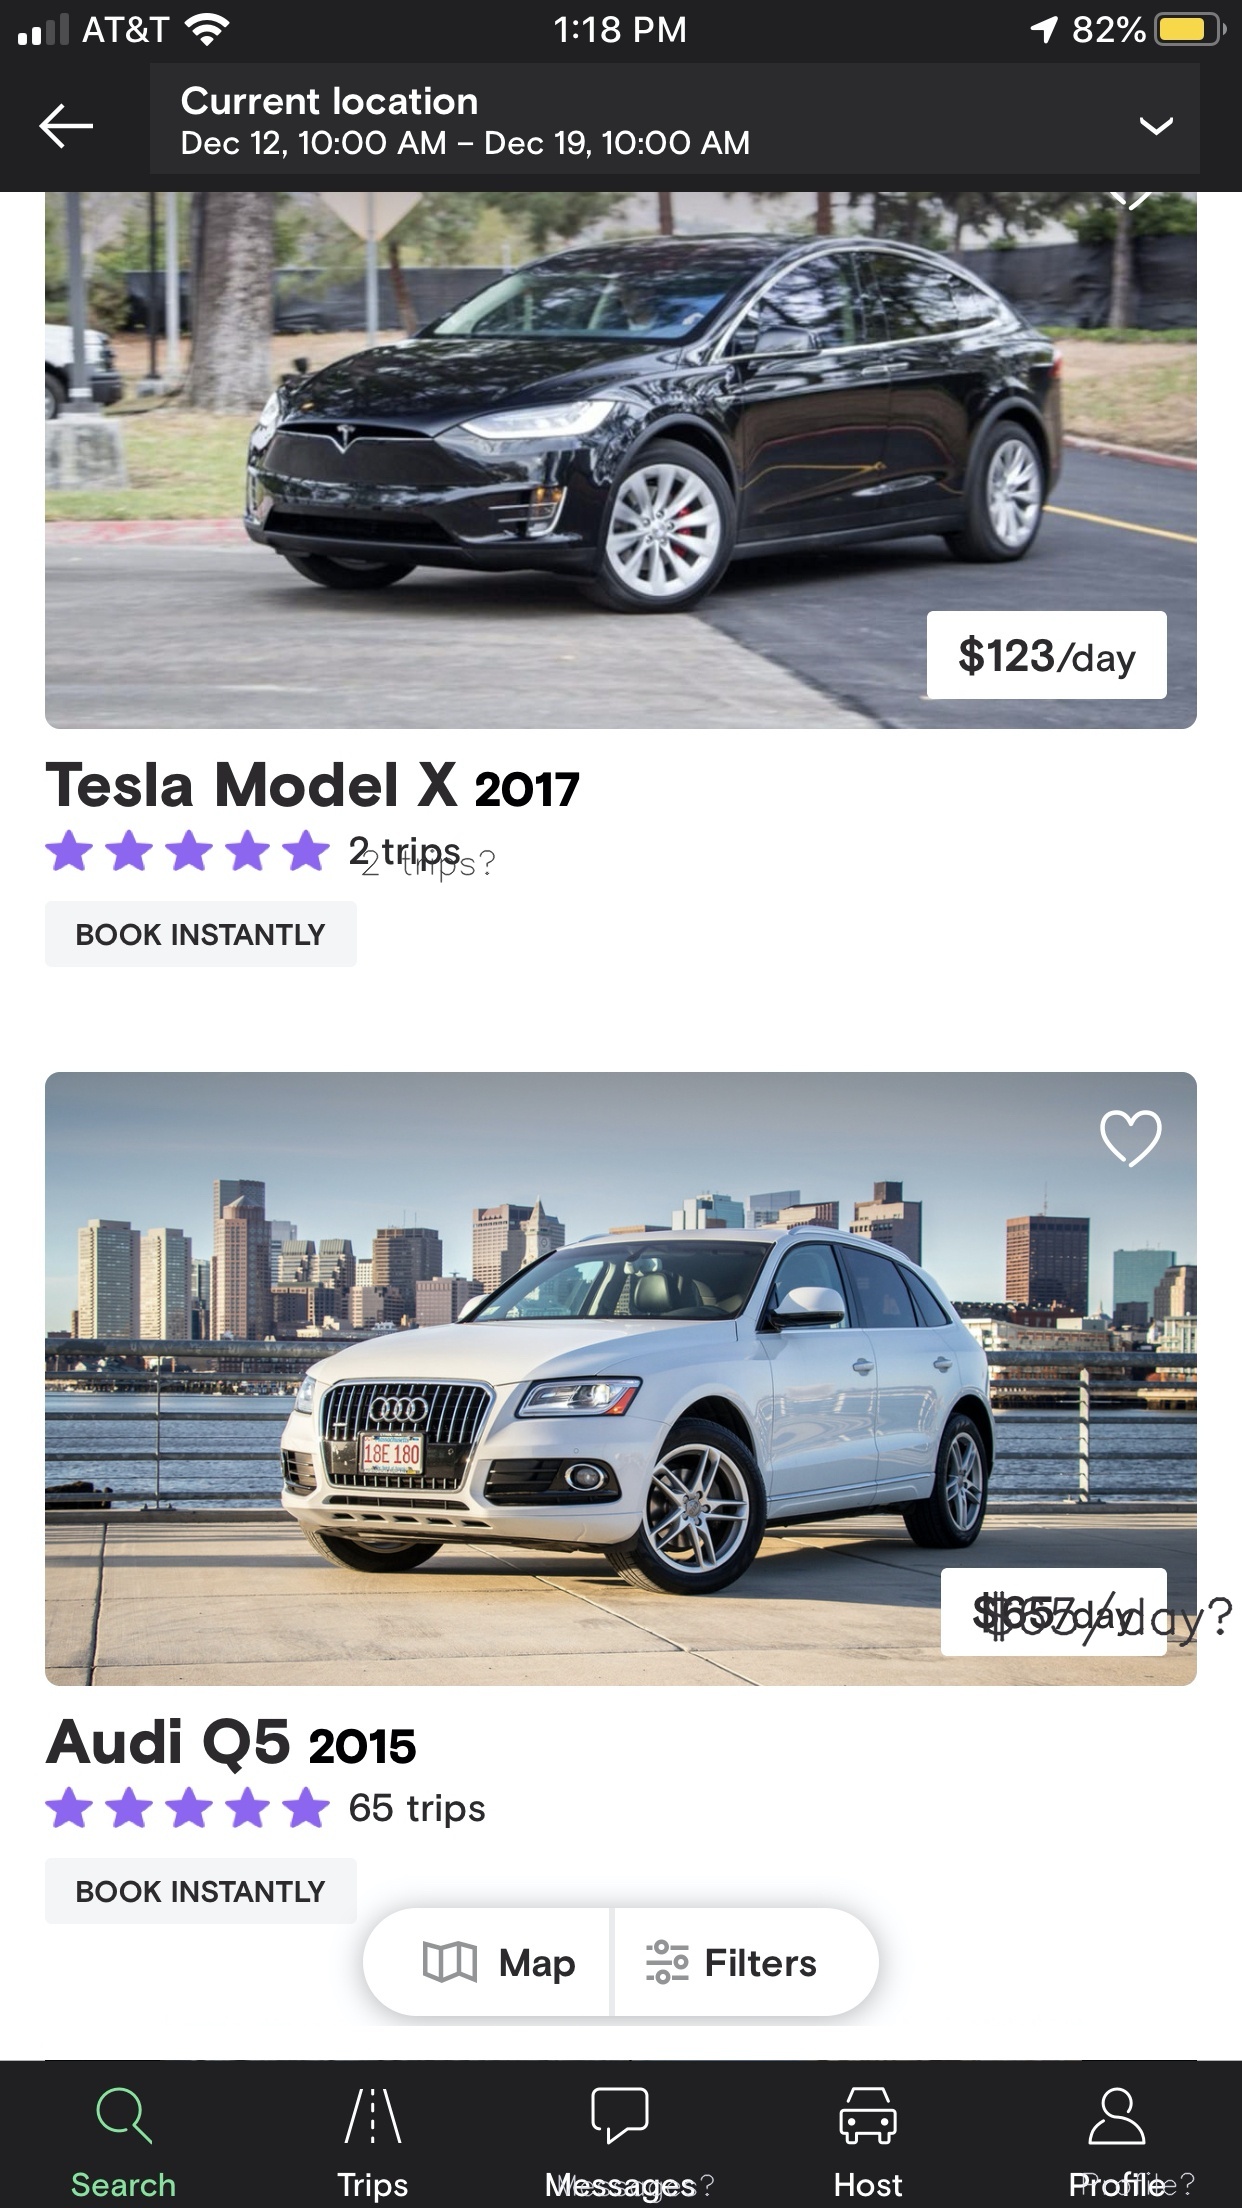 AT&T 1:18 PM 82%
Current location
Dec 12, 10:00 AM – Dec 19, 10:00 AM
$123/day
Tesla Model X 2017
2 trips
2 trips?
BOOK INSTANTLY
18E 180
/day
/day?
Audi Q5 2015
65 trips
BOOK INSTANTLY
Map Filters
Search Trips Messages Host Profile
Messages? Profile?